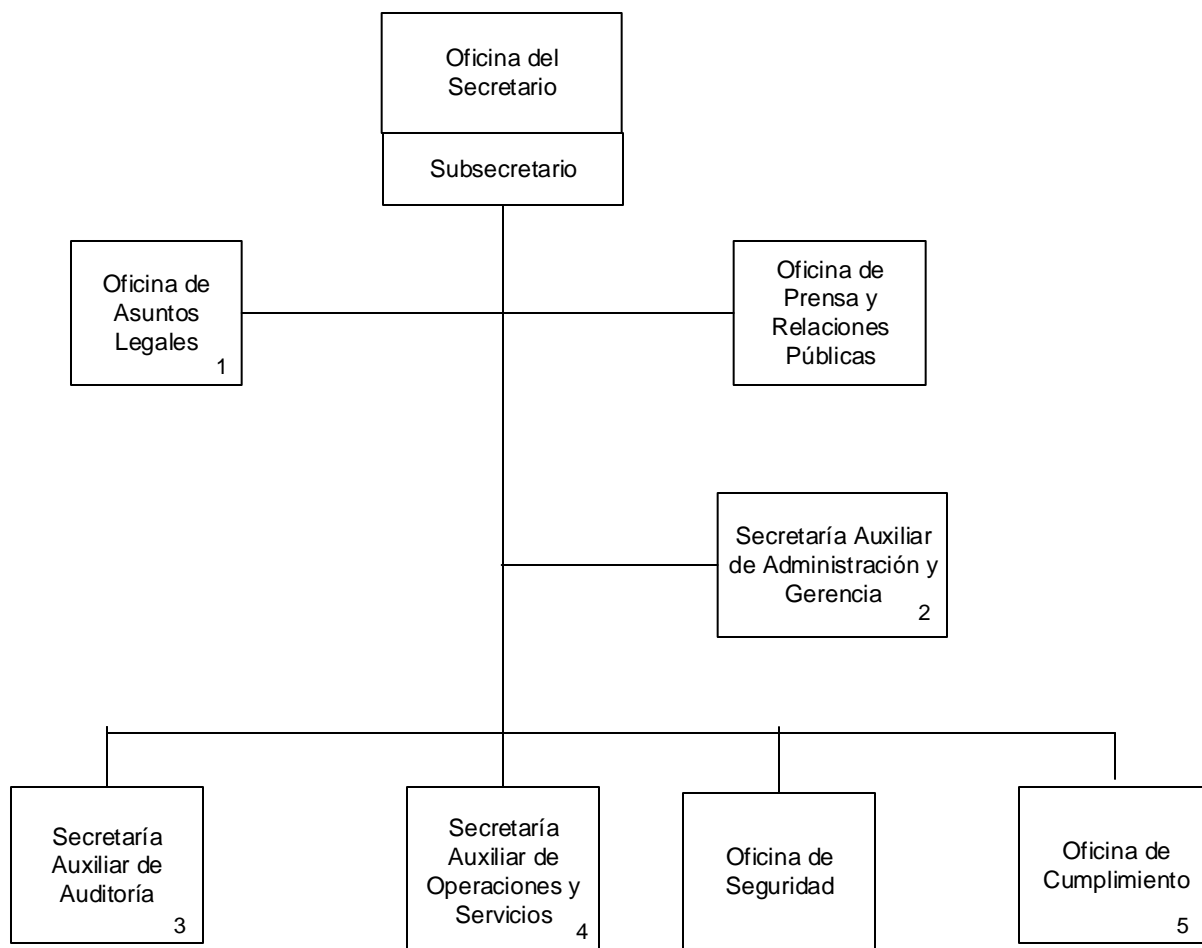 Oficina del
Secretario
Subsecretario
Oficina de
Asuntos
Legales
1
Oficina de
Prensa y
Relaciones
Públicas
Secretaría Auxiliar
de Administración y
Gerencia
2
Secretaría
Auxiliar de
Auditoría
3
Secretaría
Auxiliar de
Operaciones y
Servicios
4
Oficina de
Seguridad
Oficina de
Cumplimiento
5